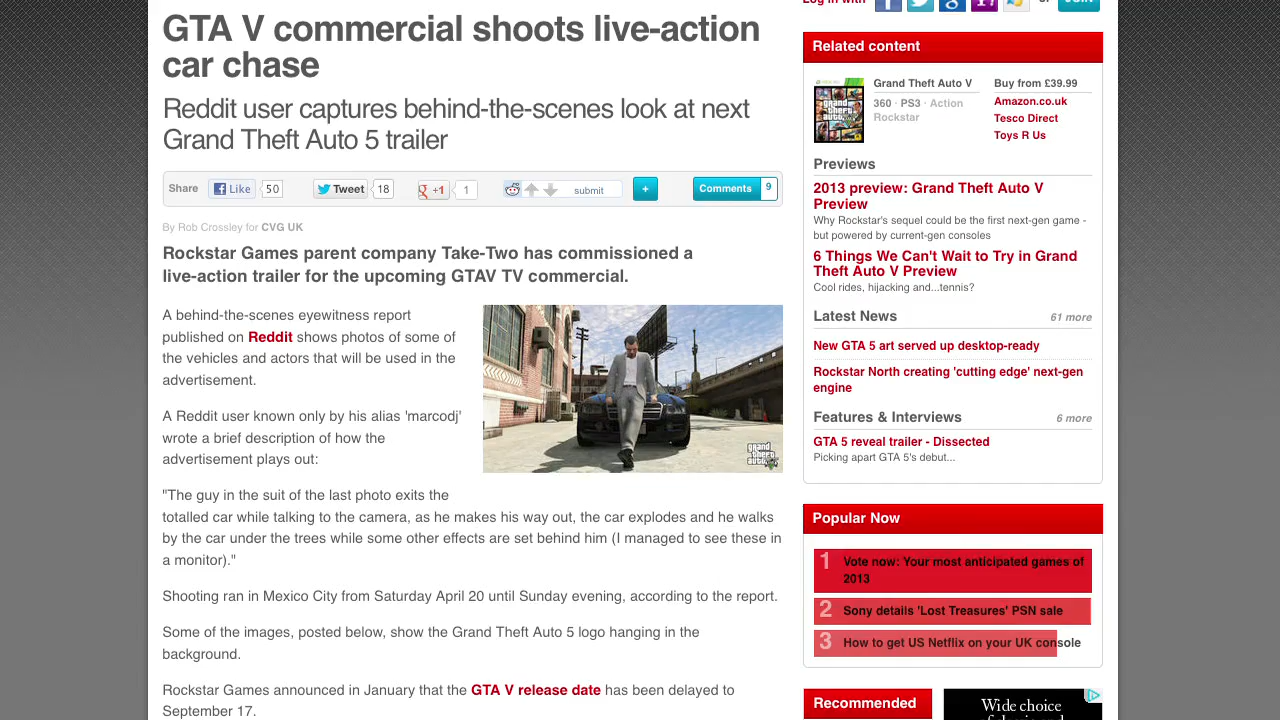 Log in with
or
JOIN
GTA V commercial shoots live-action
car chase
Reddit user captures behind-the-scenes look at next
Grand Theft Auto 5 trailer
Share
Like
50
Tweet
18
+1
1
submit
+
Comments
9
By Rob Crossley for CVG UK
Rockstar Games parent company Take-Two has commissioned a
live-action trailer for the upcoming GTAV TV commercial.
A behind-the-scenes eyewitness report
published on Reddit shows photos of some of
the vehicles and actors that will be used in the
advertisement.
A Reddit user known only by his alias 'marcodj'
wrote a brief description of how the
advertisement plays out:
"The guy in the suit of the last photo exits the
totalled car while talking to the camera, as he makes his way out, the car explodes and he walks
by the car under the trees while some other effects are set behind him (I managed to see these in
a monitor)."
Shooting ran in Mexico City from Saturday April 20 until Sunday evening, according to the report.
Some of the images, posted below, show the Grand Theft Auto 5 logo hanging in the
background.
Rockstar Games announced in January that the GTA V release date has been delayed to
September 17.
grand theft auto V
Related content
Grand Theft Auto V
360 · PS3 · Action
Rockstar
Buy from £39.99
Amazon.co.uk
Tesco Direct
Toys R Us
Previews
2013 preview: Grand Theft Auto V
Preview
Why Rockstar's sequel could be the first next-gen game -
but powered by current-gen consoles
6 Things We Can't Wait to Try in Grand
Theft Auto V Preview
Cool rides, hijacking and...tennis?
Latest News
61 more
New GTA 5 art served up desktop-ready
Rockstar North creating 'cutting edge' next-gen
engine
Features & Interviews
6 more
GTA 5 reveal trailer - Dissected
Picking apart GTA 5's debut...
Popular Now
1 Vote now: Your most anticipated games of
2013
2 Sony details 'Lost Treasures' PSN sale
3 How to get US Netflix on your UK console
Recommended
Wide choice